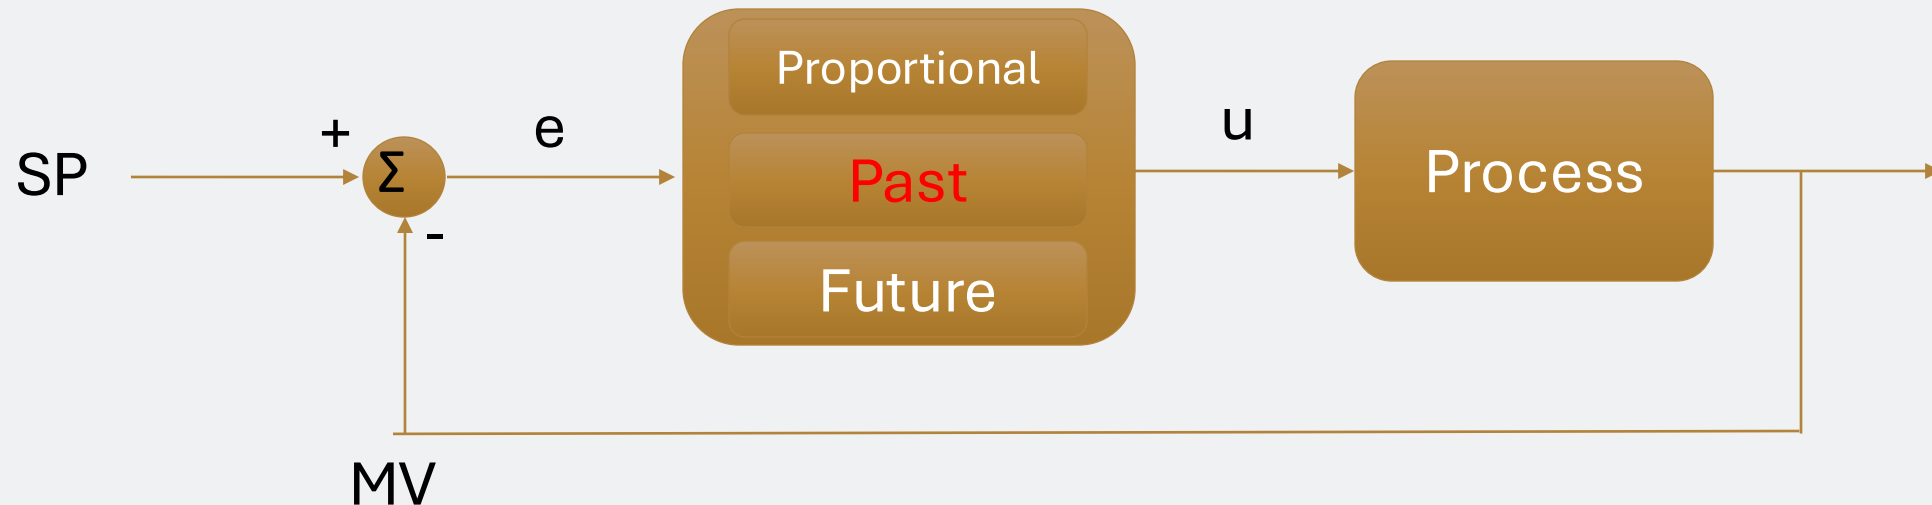 SP
+
Σ
-
e
Proportional
Past
Future
u
Process
MV